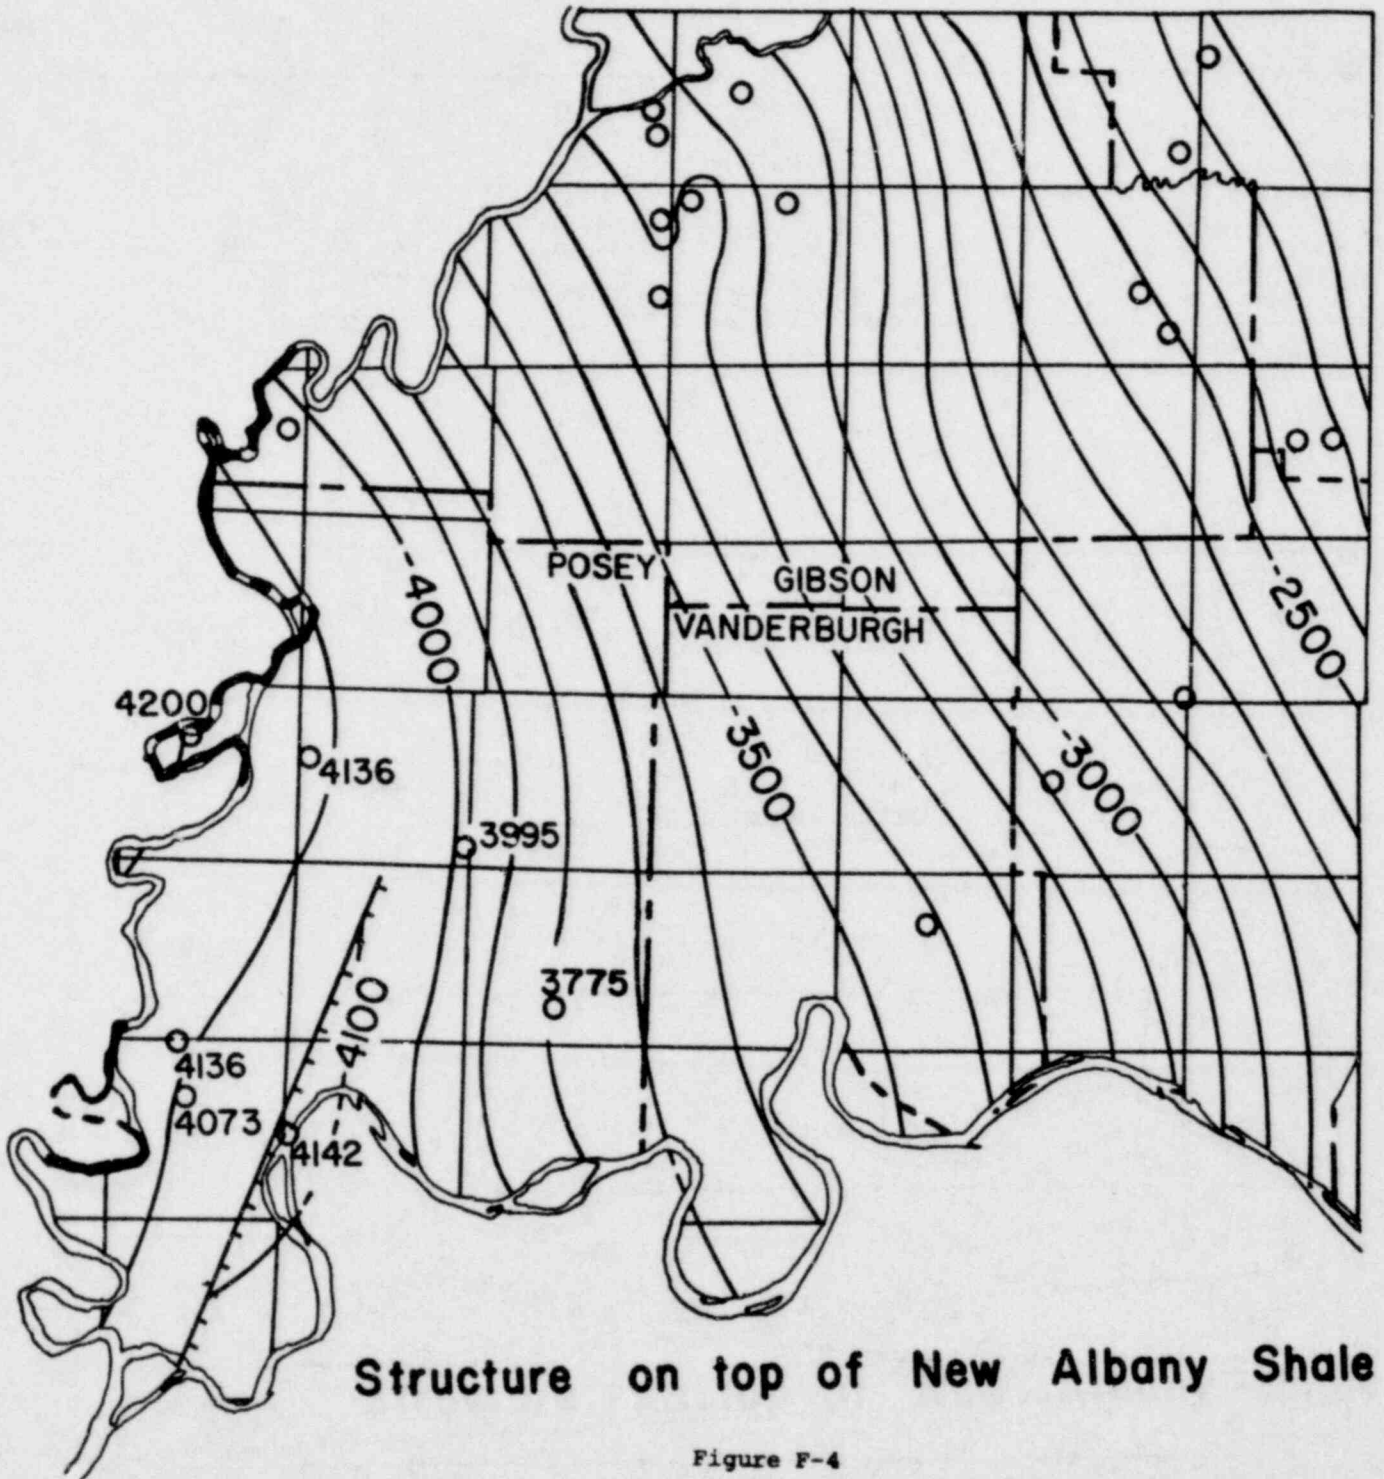 POSEY
GIBSON
VANDERBURGH
-4000
-2500
4200
4136
-3500
-3000
3995
3775
-4100
4136
4073
4142
Structure on top of New Albany Shale
Figure F-4